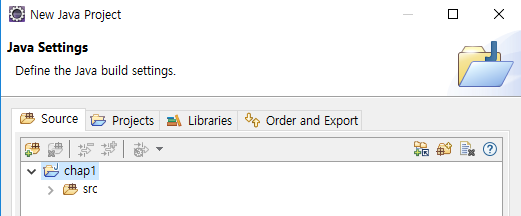 New Java Project
Java Settings
Define the Java build settings.
Source Projects Libraries Order and Export
chap1
src